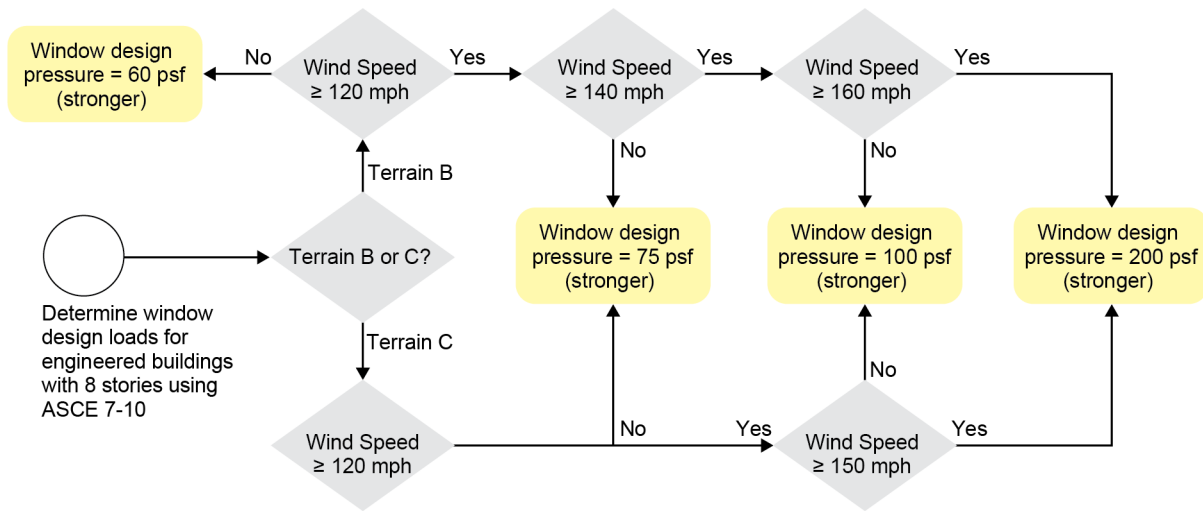 Window design
pressure = 60 psf
(stronger)
No
Wind Speed
≥ 120 mph
Yes
Wind Speed
≥ 140 mph
Yes
Wind Speed
≥ 160 mph
Yes
Terrain B
No
No
Terrain B or C?
Window design
pressure = 75 psf
(stronger)
Window design
pressure = 100 psf
(stronger)
Window design
pressure = 200 psf
(stronger)
Determine window
design loads for
engineered buildings
with 8 stories using
ASCE 7-10
Terrain C
No
Wind Speed
≥ 120 mph
No
Yes
Wind Speed
≥ 150 mph
Yes